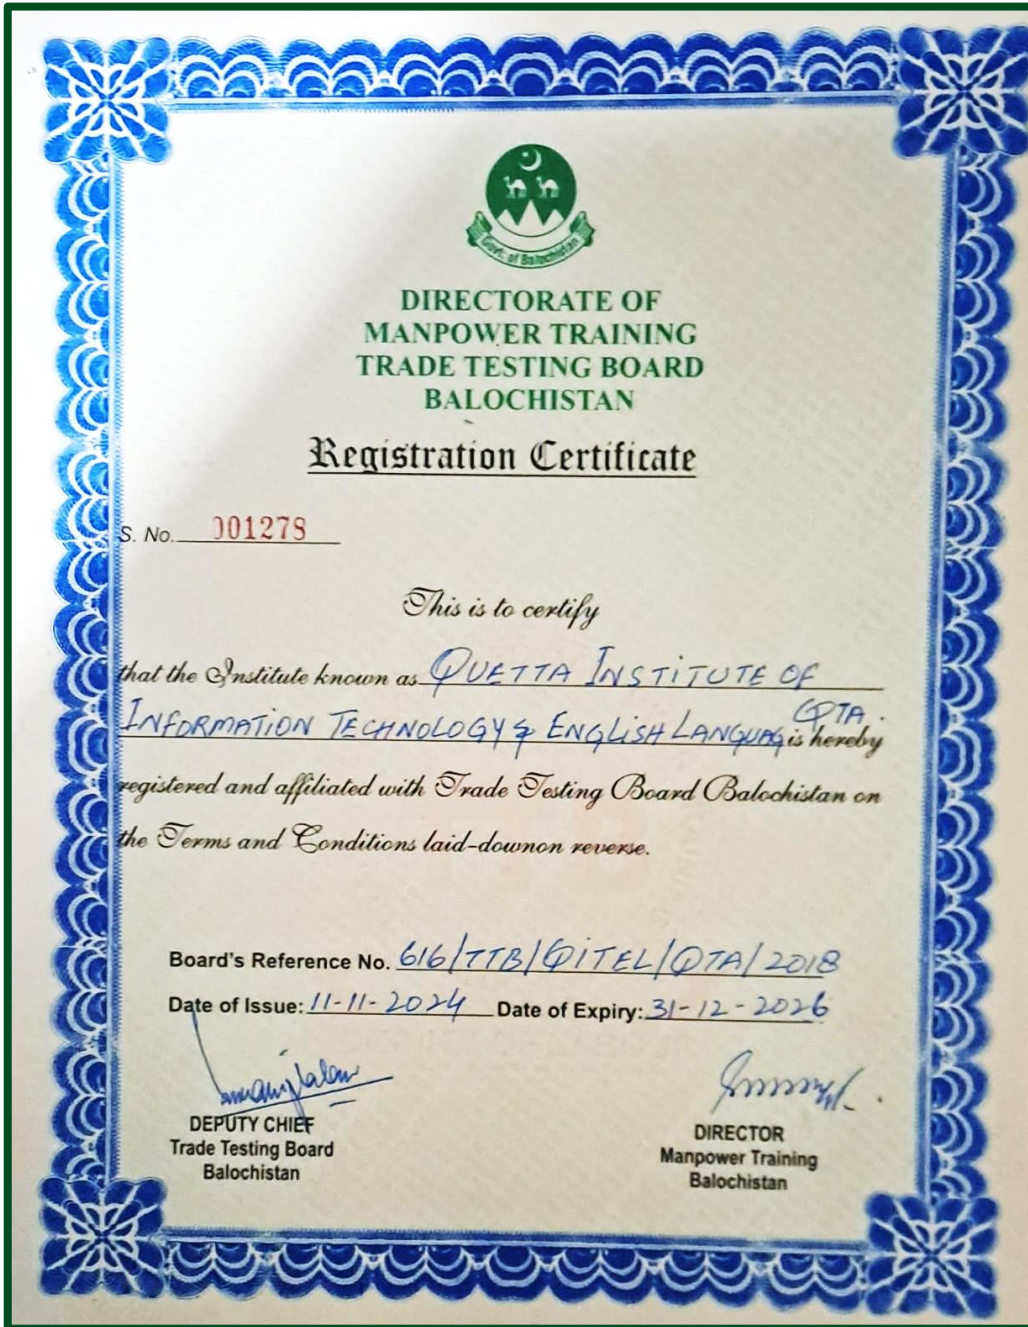 Govt: of Balochistan
DIRECTORATE OF
MANPOWER TRAINING
TRADE TESTING BOARD
BALOCHISTAN
Registration Certificate
S. No. 001278
This is to certify
that the Institute known as QUETTA INSTITUTE OF
INFORMATION TECHNOLOGY & ENGLISH LANGUAG QTA. is hereby
registered and affiliated with Trade Testing Board Balochistan on
the Terms and Conditions laid-downon reverse.
Board's Reference No. 616/TTB/QITEL/QTA/2018
Date of Issue: 11-11-2024 Date of Expiry: 31-12-2026
DEPUTY CHIEF
Trade Testing Board
Balochistan
DIRECTOR
Manpower Training
Balochistan